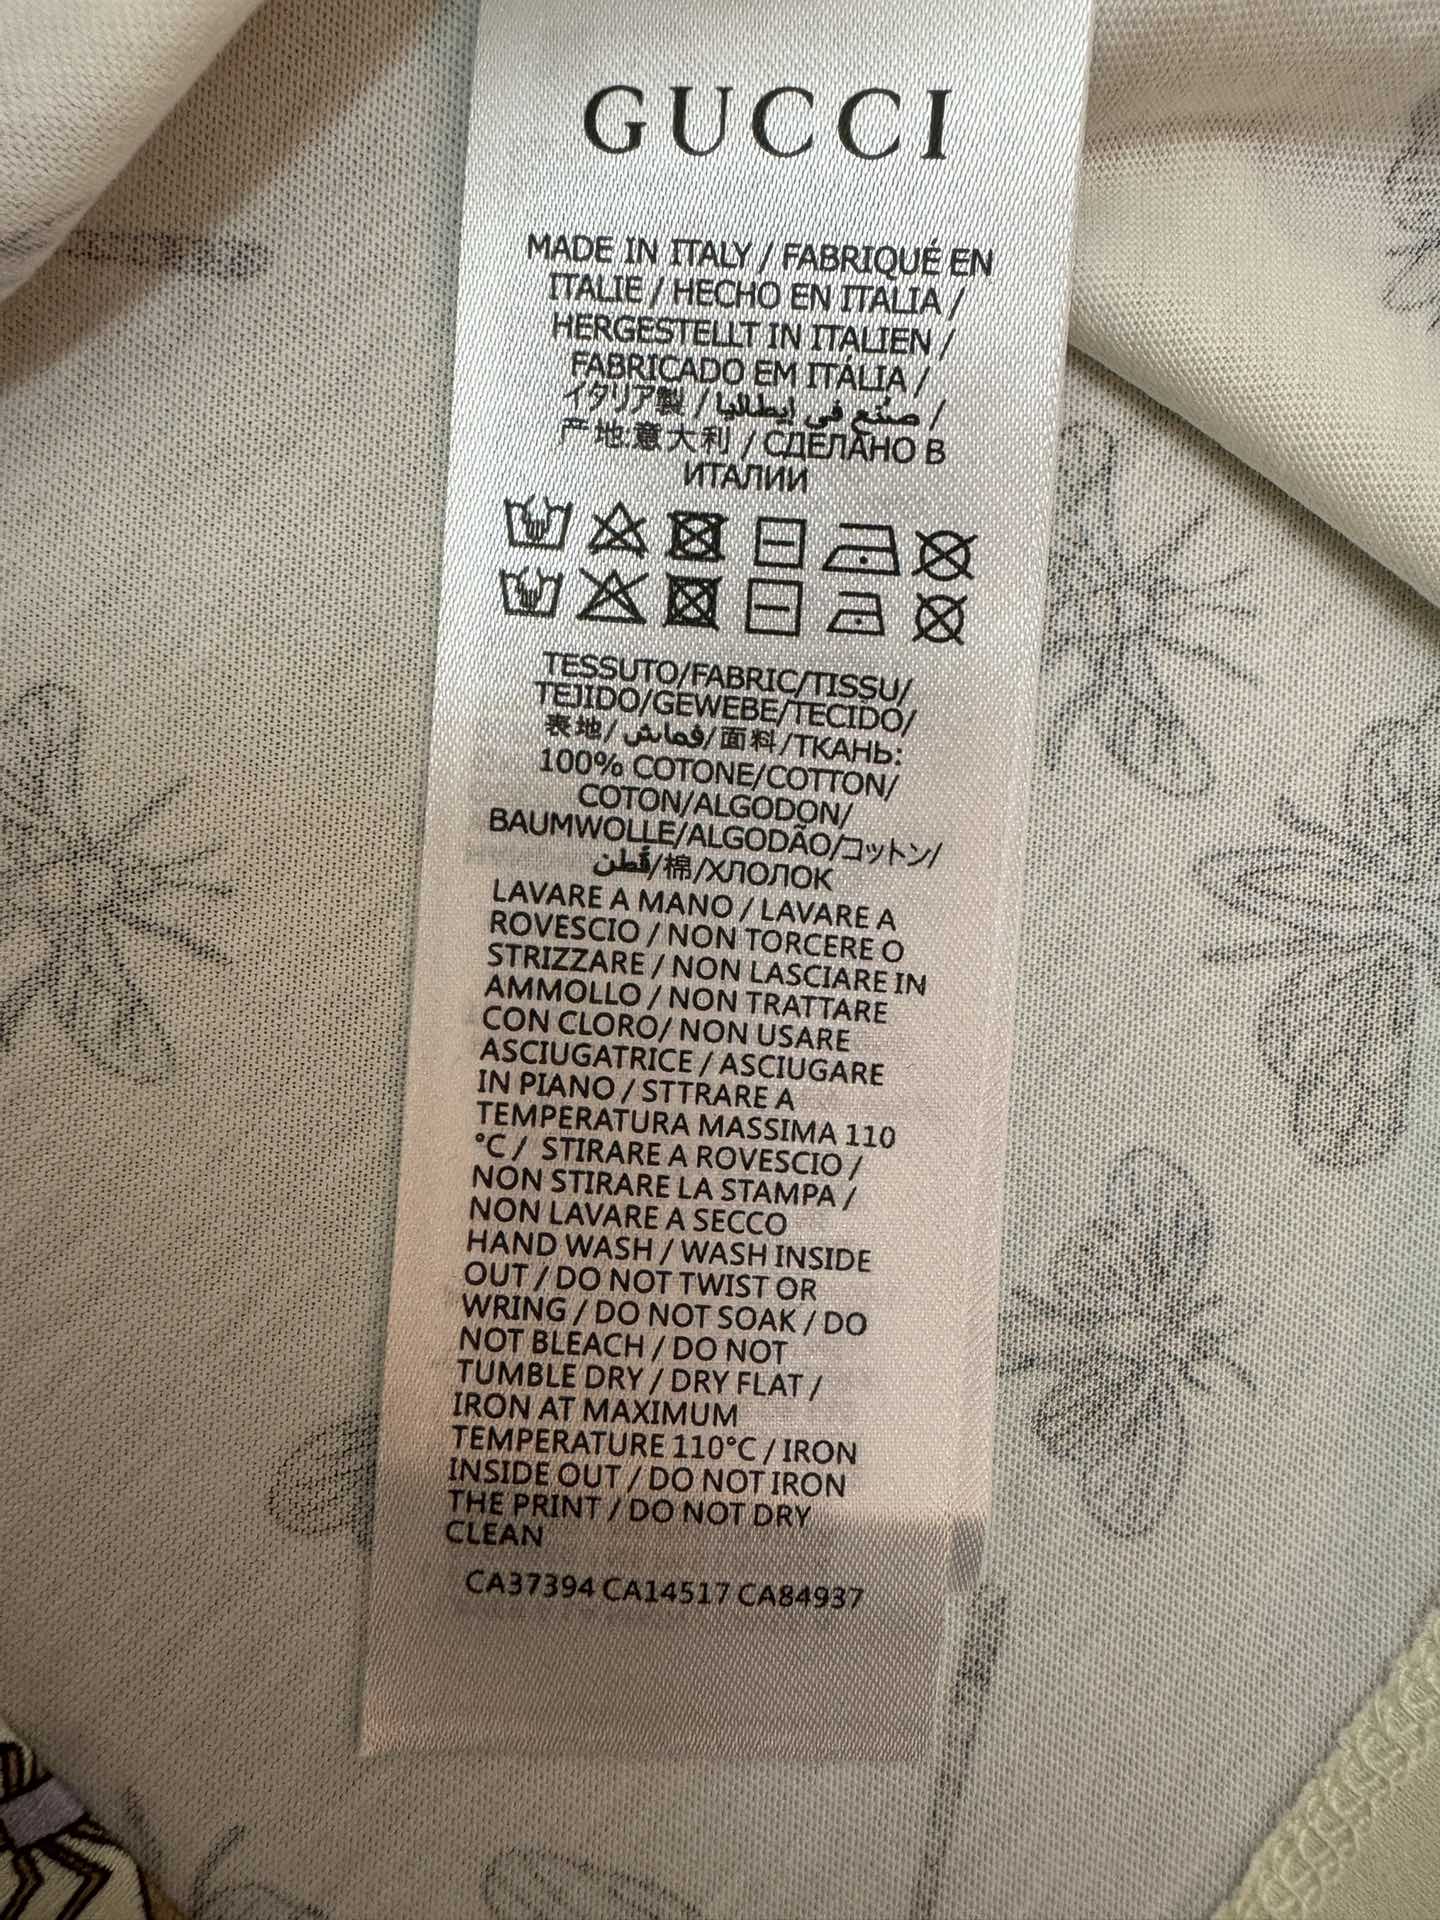 GUCCI
MADE IN ITALY / FABRIQUÉ EN
ITALIE / HECHO EN ITALIA /
HERGESTELLT IN ITALIEN /
FABRICADO EM ITÁLIA /
イタリア製 / صُنّع في إيطاليا /
产地:意大利 / СДЕЛАНО В
ИТАЛИИ
TESSUTO/FABRIC/TISSU/
TEJIDO/GEWEBE/TECIDO/
表地/قماش/面料/ТКАНЬ:
100% COTONE/COTTON/
COTON/ALGODON/
BAUMWOLLE/ALGODÃO/コットン/
قُطن/棉/ХЛОПОК
LAVARE A MANO / LAVARE A
ROVESCIO / NON TORCERE O
STRIZZARE / NON LASCIARE IN
AMMOLLO / NON TRATTARE
CON CLORO/ NON USARE
ASCIUGATRICE / ASCIUGARE
IN PIANO / STTRARE A
TEMPERATURA MASSIMA 110
°C / STIRARE A ROVESCIO /
NON STIRARE LA STAMPA /
NON LAVARE A SECCO
HAND WASH / WASH INSIDE
OUT / DO NOT TWIST OR
WRING / DO NOT SOAK / DO
NOT BLEACH / DO NOT
TUMBLE DRY / DRY FLAT /
IRON AT MAXIMUM
TEMPERATURE 110°C / IRON
INSIDE OUT / DO NOT IRON
THE PRINT / DO NOT DRY
CLEAN
CA37394 CA14517 CA84937